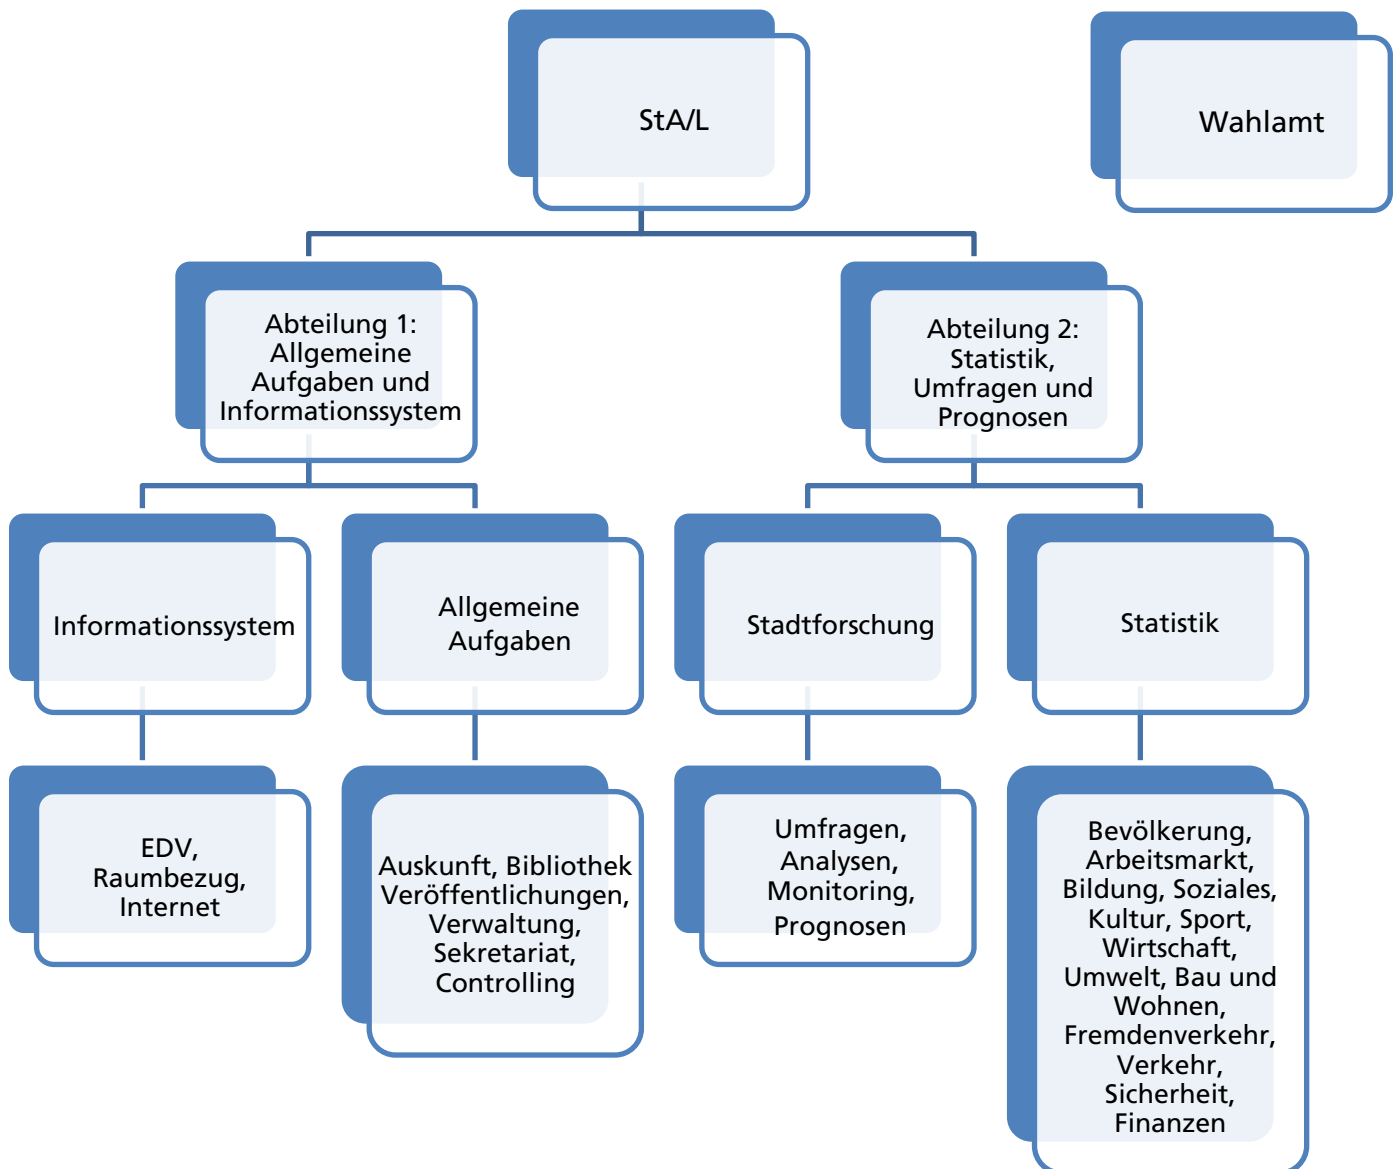 StA/L
Wahlamt
Abteilung 1:
Allgemeine
Aufgaben und
Informationssystem
Abteilung 2:
Statistik,
Umfragen und
Prognosen
Informationssystem
Allgemeine
Aufgaben
Stadtforschung
Statistik
EDV,
Raumbezug,
Internet
Auskunft, Bibliothek
Veröffentlichungen,
Verwaltung,
Sekretariat,
Controlling
Umfragen,
Analysen,
Monitoring,
Prognosen
Bevölkerung,
Arbeitsmarkt,
Bildung, Soziales,
Kultur, Sport,
Wirtschaft,
Umwelt, Bau und
Wohnen,
Fremdenverkehr,
Verkehr,
Sicherheit,
Finanzen